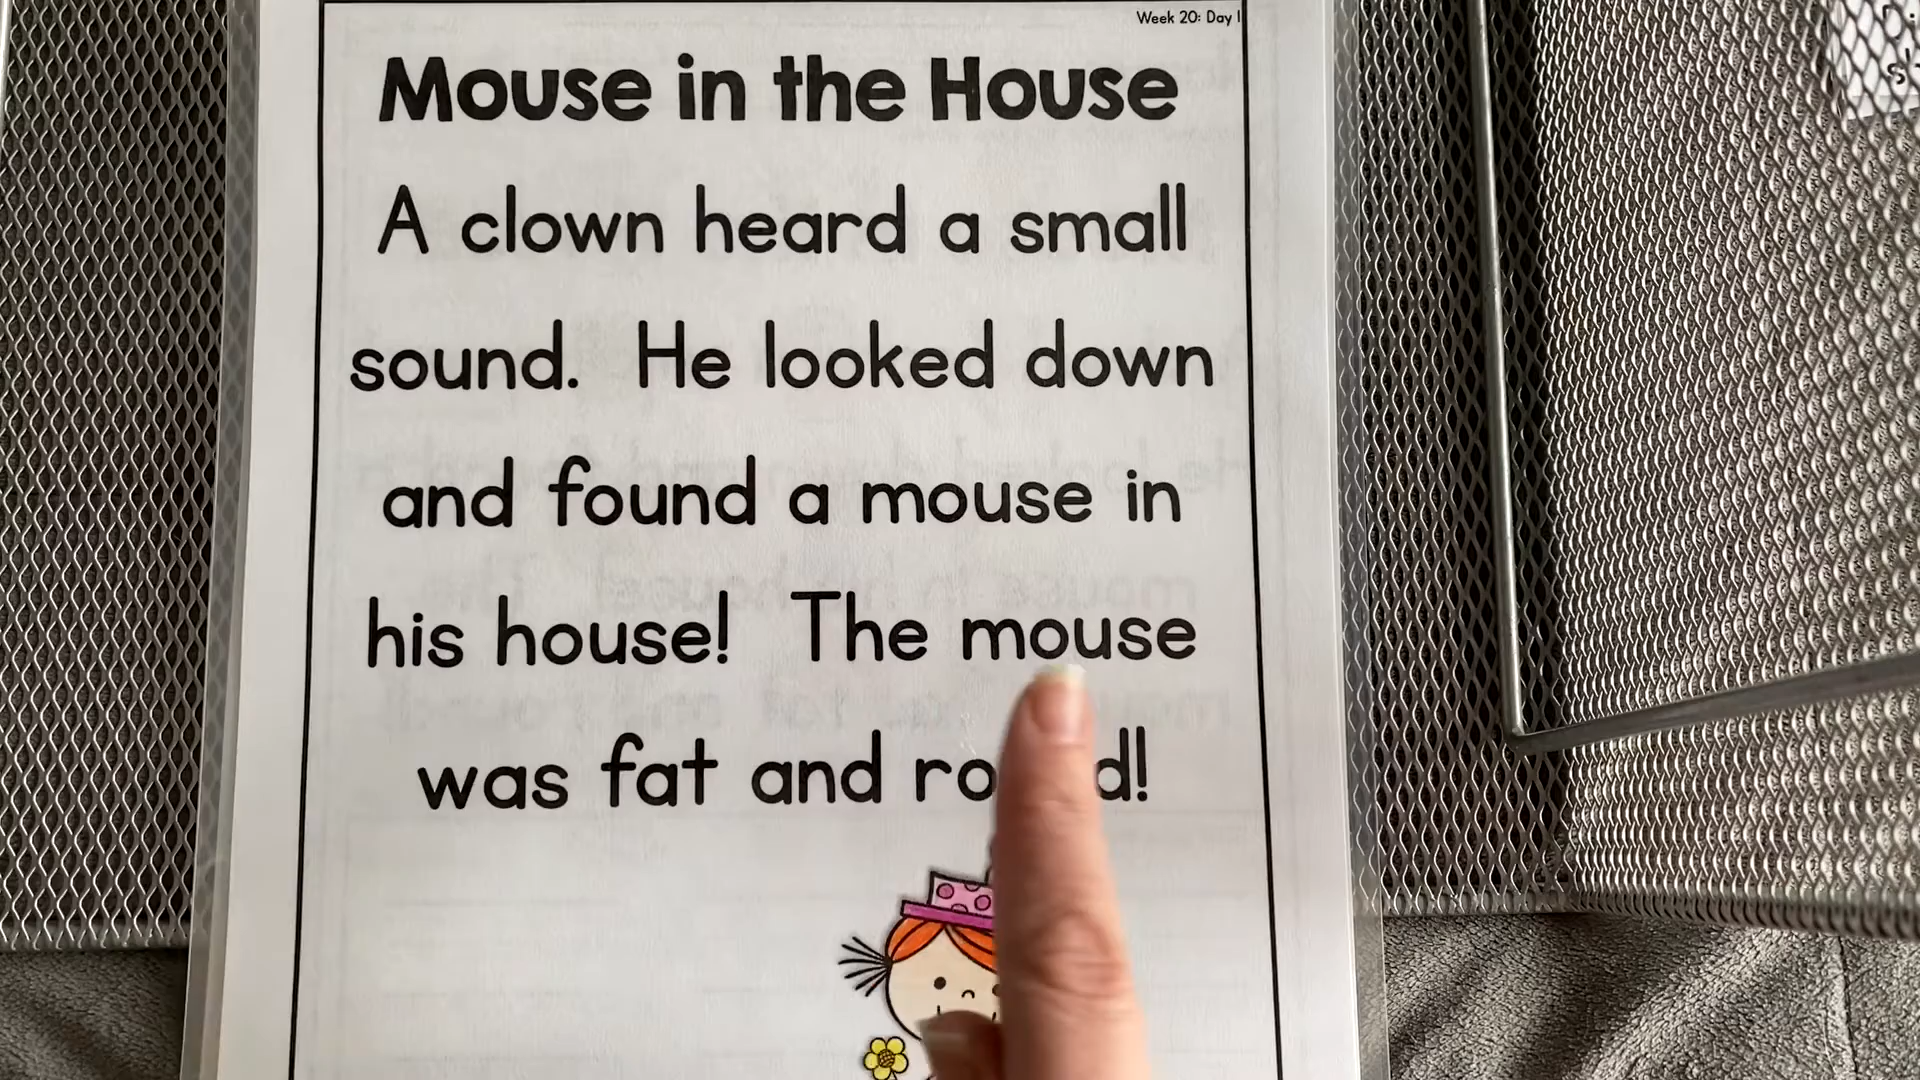 Week 20: Day 1
Mouse in the House
A clown heard a small
sound. He looked down
and found a mouse in
his house! The mouse
was fat and